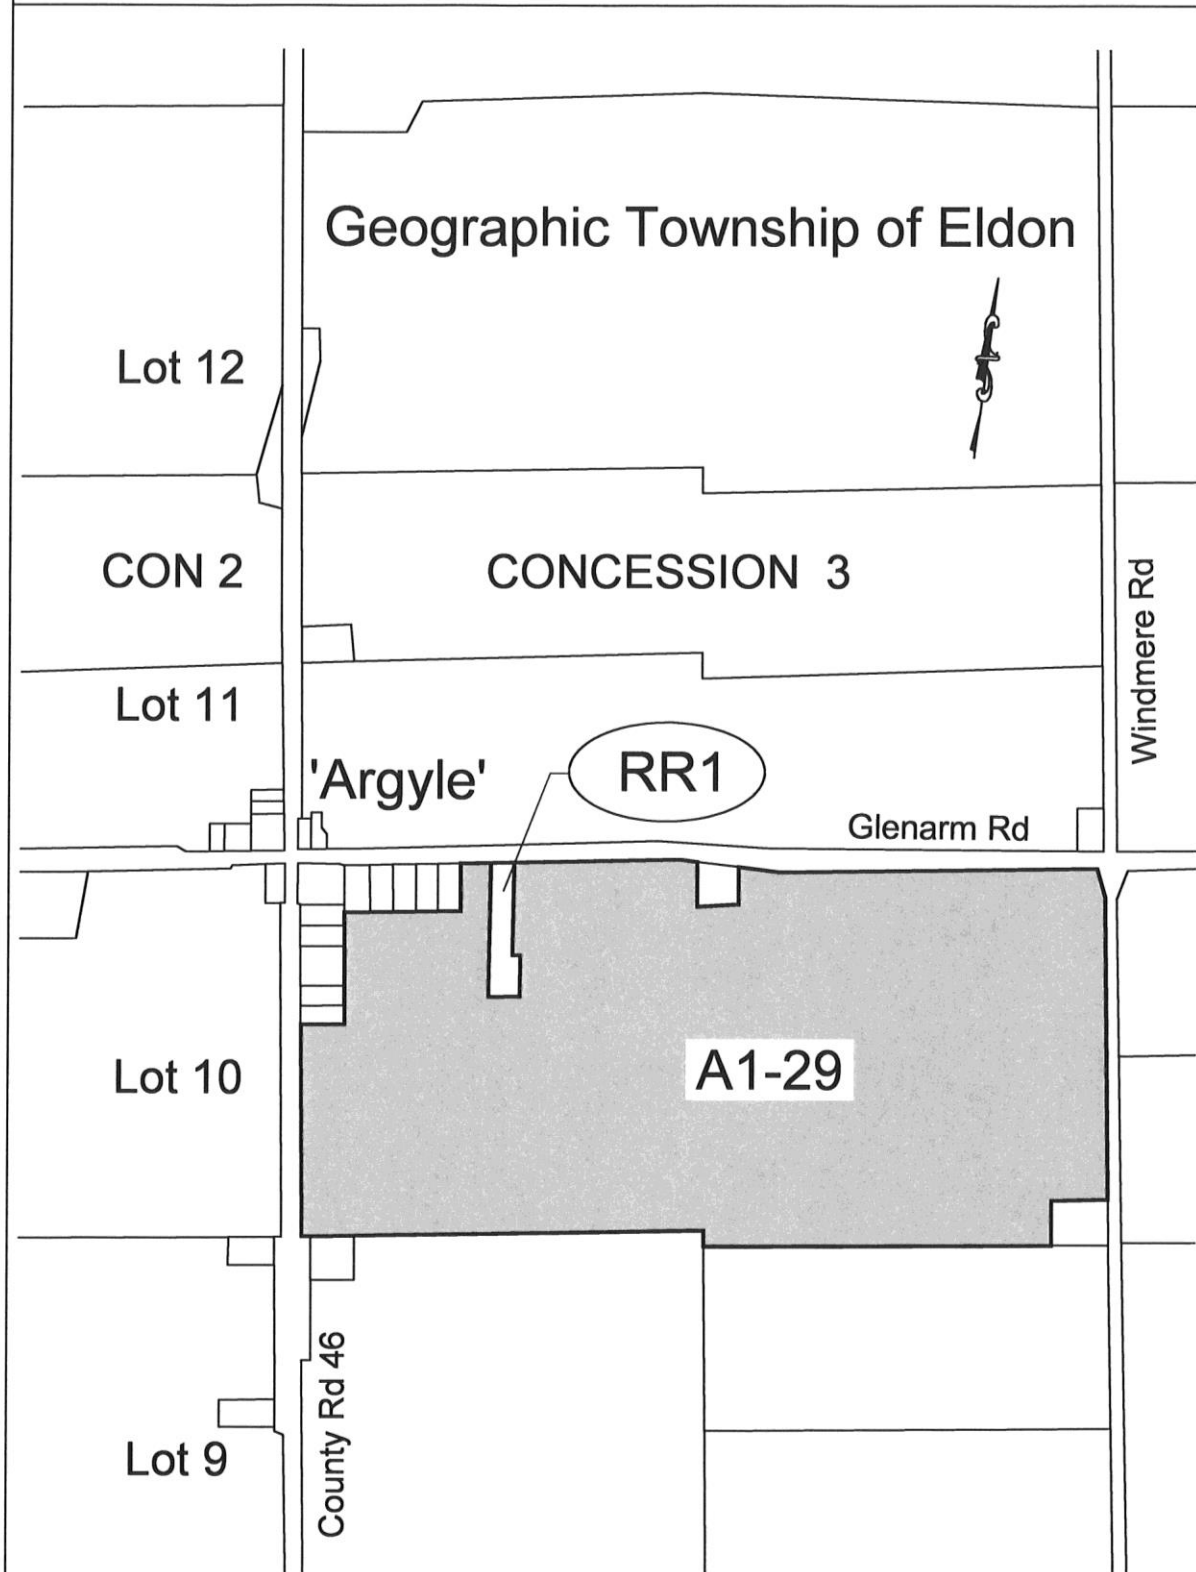 Geographic Township of Eldon
Lot 12
CON 2
CONCESSION 3
Windmere Rd
Lot 11
'Argyle'
RR1
Glenarm Rd
A1-29
Lot 10
County Rd 46
Lot 9